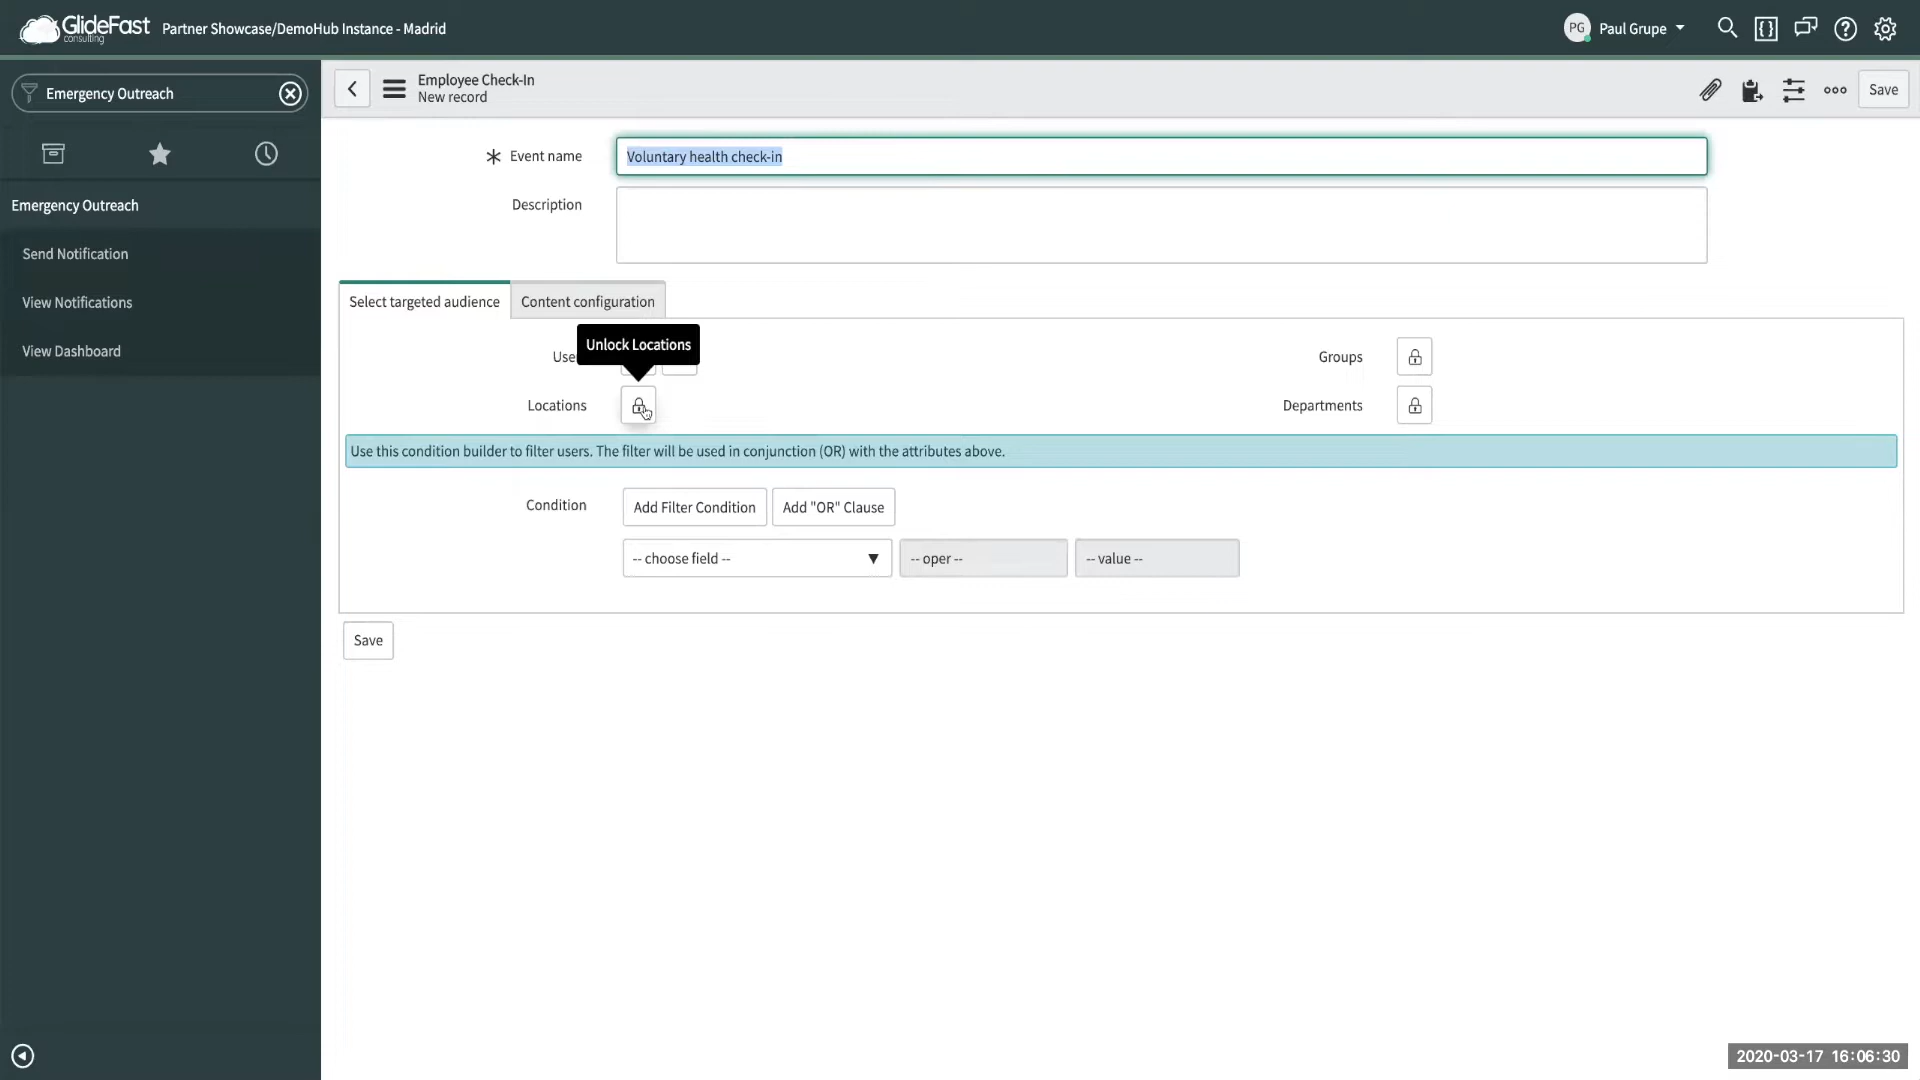 GlideFast
consulting
Partner Showcase/DemoHub Instance - Madrid
PG
Paul Grupe
Emergency Outreach
Employee Check-In
New record
Save
Event name
Voluntary health check-in
Emergency Outreach
Description
Send Notification
View Notifications
View Dashboard
Select targeted audience
Content configuration
Unlock Locations
Use
Groups
Locations
Departments
Use this condition builder to filter users. The filter will be used in conjunction (OR) with the attributes above.
Condition
Add Filter Condition
Add "OR" Clause
-- choose field --
-- oper --
-- value --
Save
2020-03-17 16:06:30